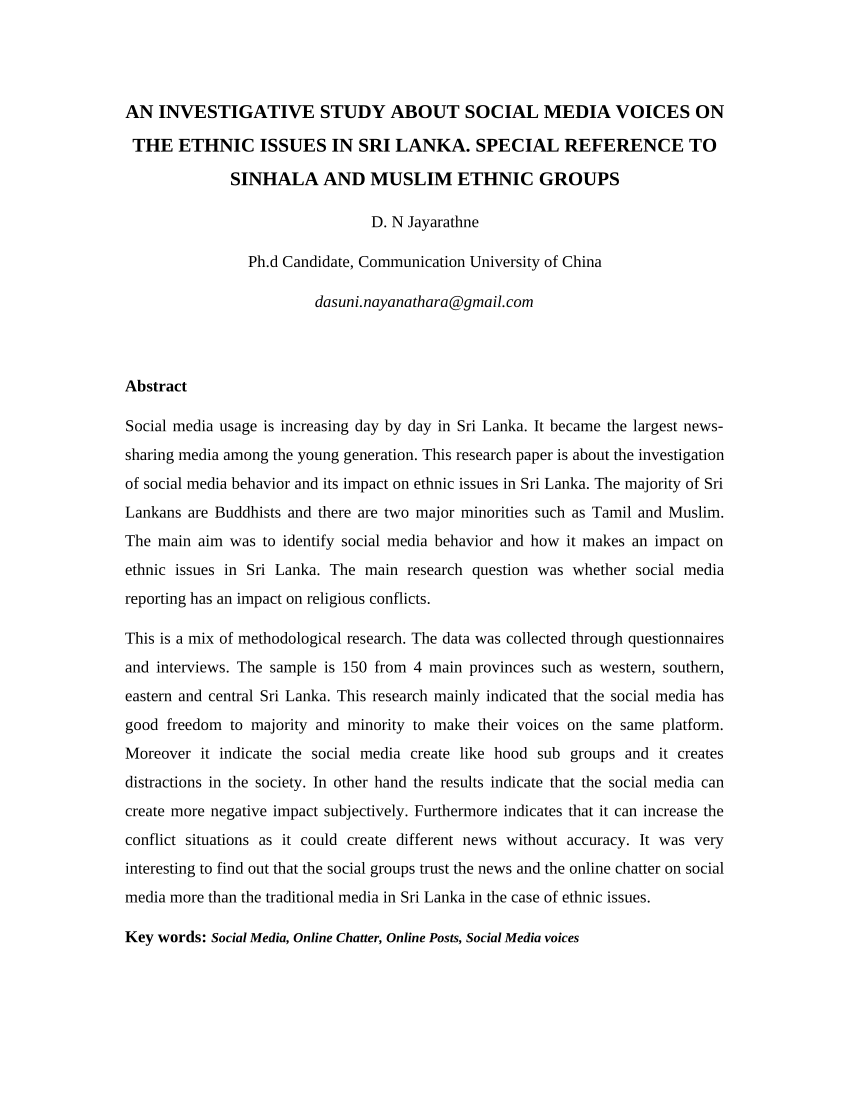 AN INVESTIGATIVE STUDY ABOUT SOCIAL MEDIA VOICES ON
THE ETHNIC ISSUES IN SRI LANKA. SPECIAL REFERENCE TO
SINHALA AND MUSLIM ETHNIC GROUPS
D. N Jayarathne
Ph.d Candidate, Communication University of China
dasuni.nayanathara@gmail.com
Abstract
Social media usage is increasing day by day in Sri Lanka. It became the largest news-
sharing media among the young generation. This research paper is about the investigation
of social media behavior and its impact on ethnic issues in Sri Lanka. The majority of Sri
Lankans are Buddhists and there are two major minorities such as Tamil and Muslim.
The main aim was to identify social media behavior and how it makes an impact on
ethnic issues in Sri Lanka. The main research question was whether social media
reporting has an impact on religious conflicts.
This is a mix of methodological research. The data was collected through questionnaires
and interviews. The sample is 150 from 4 main provinces such as western, southern,
eastern and central Sri Lanka. This research mainly indicated that the social media has
good freedom to majority and minority to make their voices on the same platform.
Moreover it indicate the social media create like hood sub groups and it creates
distractions in the society. In other hand the results indicate that the social media can
create more negative impact subjectively. Furthermore indicates that it can increase the
conflict situations as it could create different news without accuracy. It was very
interesting to find out that the social groups trust the news and the online chatter on social
media more than the traditional media in Sri Lanka in the case of ethnic issues.
Key words: Social Media, Online Chatter, Online Posts, Social Media voices